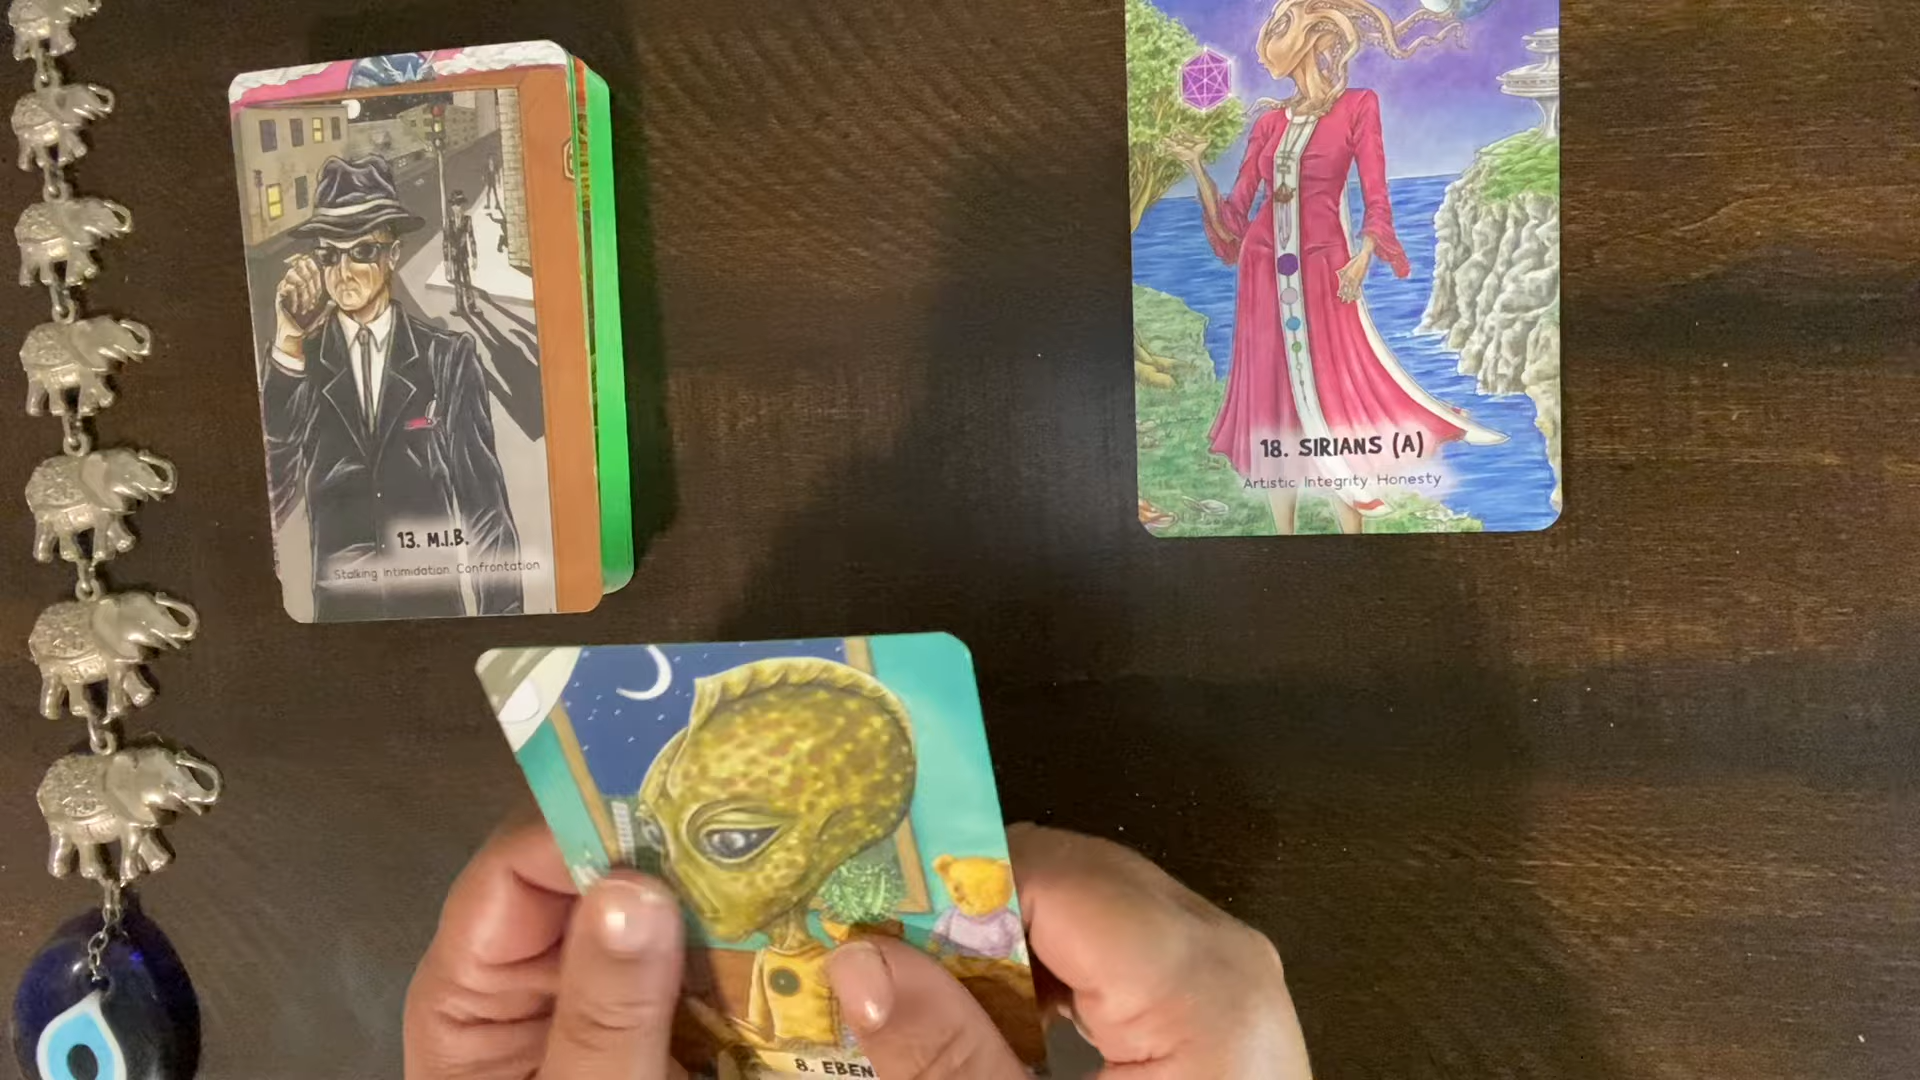 13. M.I.B.
Stalking Intimidation Confrontation
18. SIRIANS (A)
Artistic Integrity Honesty
8. EBEN